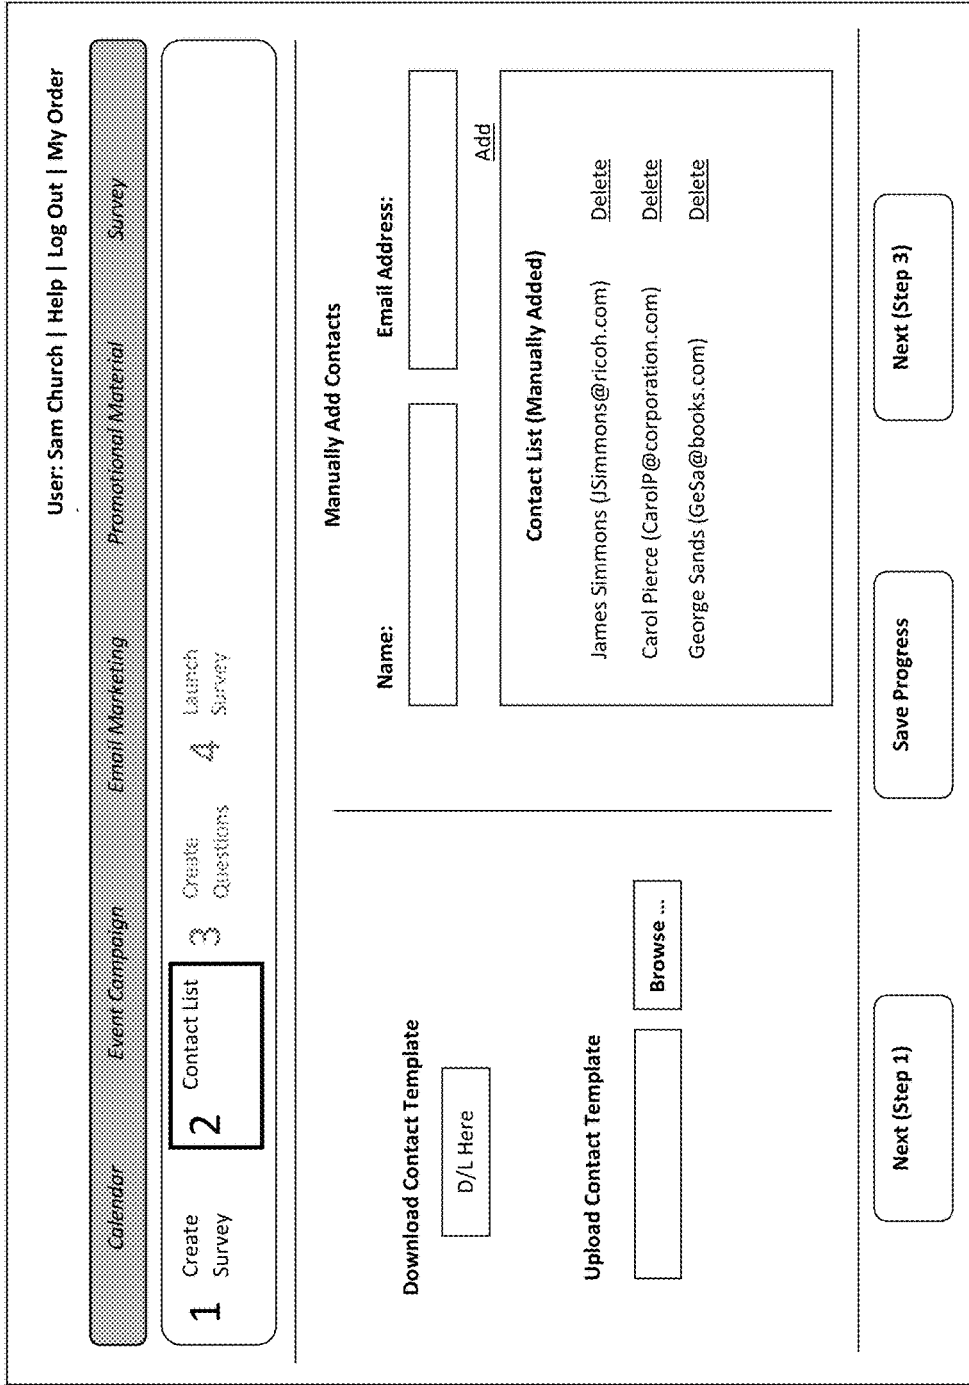 User: Sam Church | Help | Log Out | My Order
Calendar Event Campaign Email Marketing Promotional Material Survey
1 Create Survey
2 Contact List
3 Create Questions
4 Launch Survey
Download Contact Template
D/L Here
Upload Contact Template
Browse ...
Manually Add Contacts
Name: Email Address:
Add
Contact List (Manually Added)
James Simmons (JSimmons@ricoh.com) Delete
Carol Pierce (CarolP@corporation.com) Delete
George Sands (GeSa@books.com) Delete
Next (Step 1) Save Progress Next (Step 3)